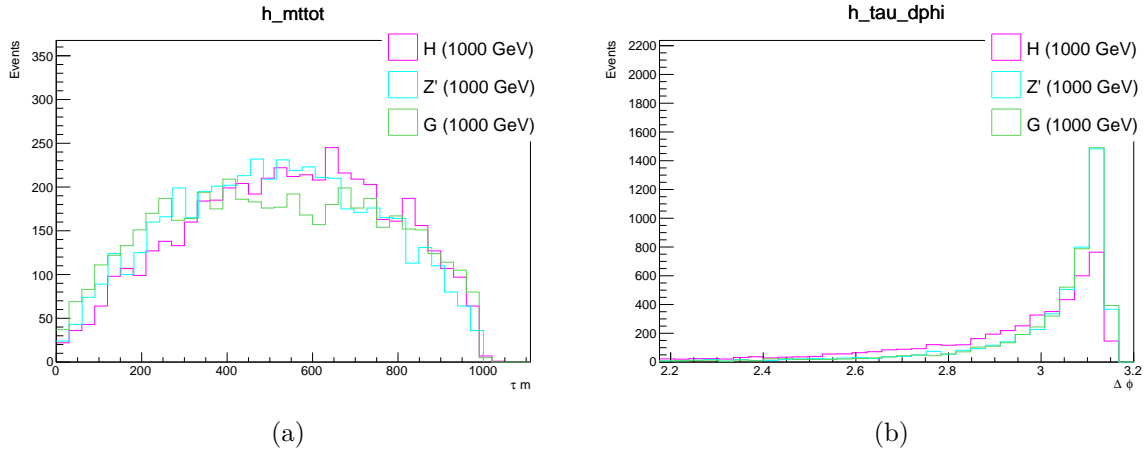 h_mttot
Events
350
300
250
200
150
100
50
0
0
200
400
600
800
1000
τ m
H (1000 GeV)
Z' (1000 GeV)
G (1000 GeV)
(a)
h_tau_dphi
Events
2200
2000
1800
1600
1400
1200
1000
800
600
400
200
0
2.2
2.4
2.6
2.8
3
3.2
Δ ϕ
H (1000 GeV)
Z' (1000 GeV)
G (1000 GeV)
(b)